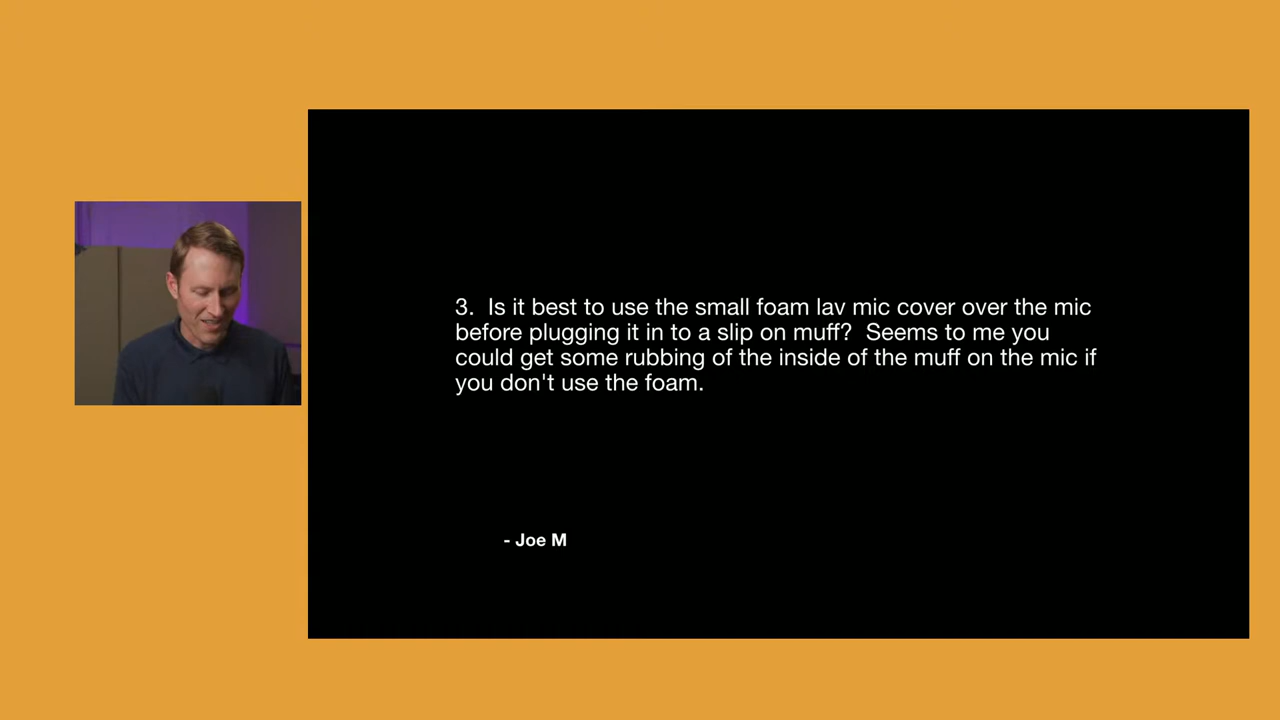 3.  Is it best to use the small foam lav mic cover over the mic
before plugging it in to a slip on muff?  Seems to me you
could get some rubbing of the inside of the muff on the mic if
you don't use the foam.
- Joe M